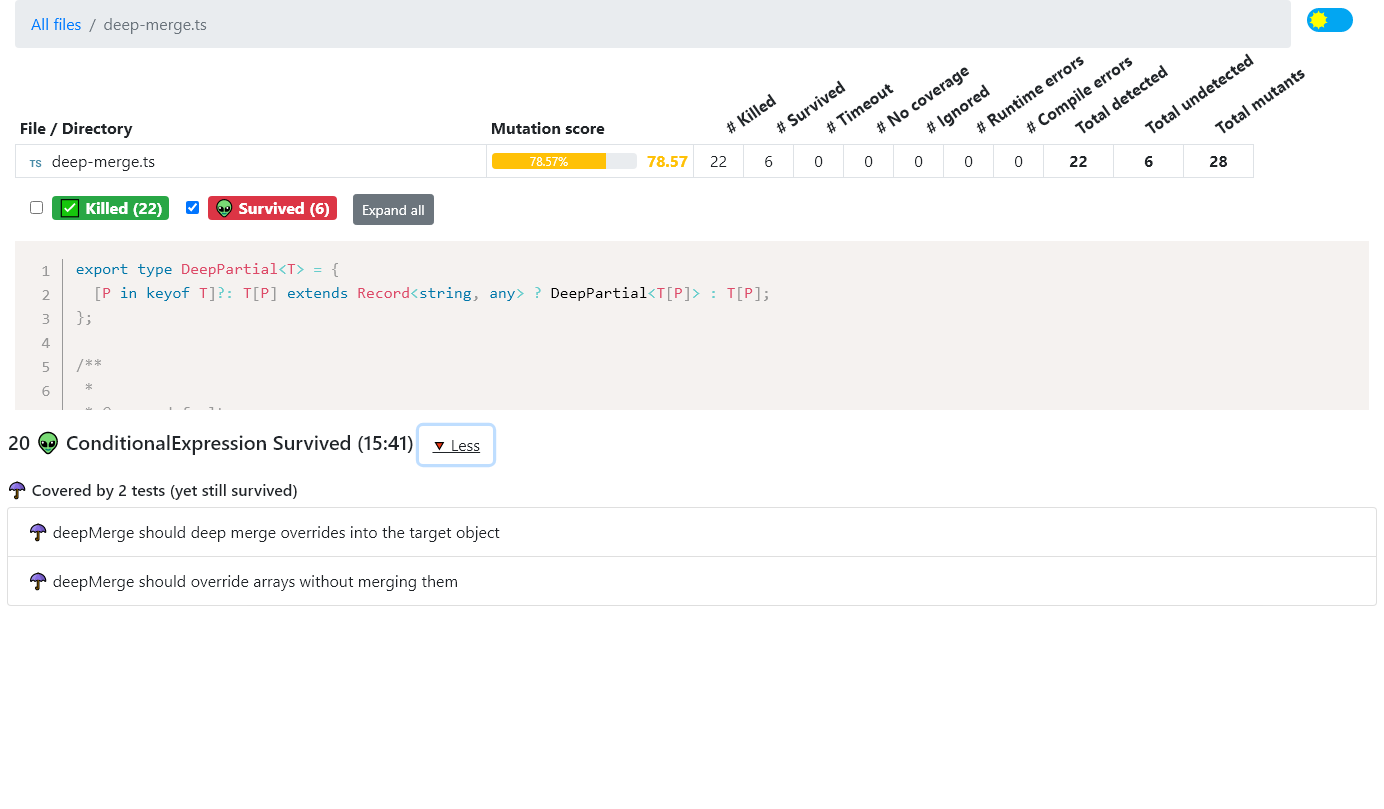 All files / deep-merge.ts
File / Directory Mutation score # Killed # Survived # Timeout # No coverage # Ignored # Runtime errors # Compile errors Total detected Total undetected Total mutants
TS deep-merge.ts 78.57% 78.57 22 6 0 0 0 0 0 22 6 28
✅ Killed (22) 👽 Survived (6) Expand all
1 export type DeepPartial<T> = {
2 [P in keyof T]?: T[P] extends Record<string, any> ? DeepPartial<T[P]> : T[P];
3 };
4
5 /**
6 *
20 👽 ConditionalExpression Survived (15:41) 🔻 Less
☂️ Covered by 2 tests (yet still survived)
☂️ deepMerge should deep merge overrides into the target object
☂️ deepMerge should override arrays without merging them